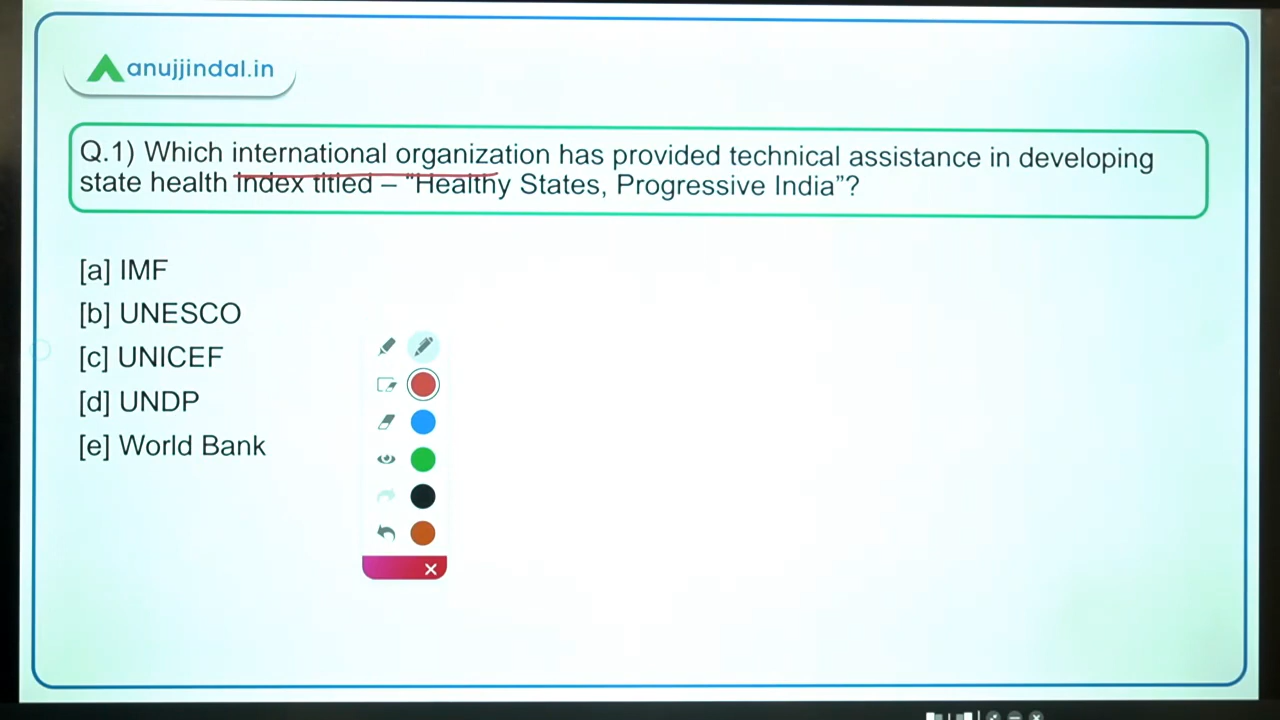 anujjindal.in
Q.1) Which international organization has provided technical assistance in developing
state health Index titled – “Healthy States, Progressive India”?
[a] IMF
[b] UNESCO
[c] UNICEF
[d] UNDP
[e] World Bank